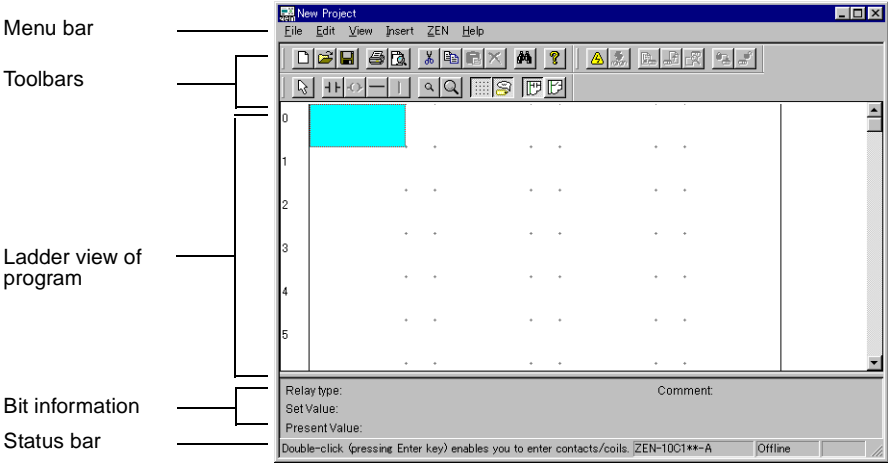 New Project
Menu bar
File Edit View Insert ZEN Help
Toolbars
0
1
2
3
4
5
Ladder view of
program
Relay type: Comment:
Bit information
Set Value:
Present Value:
Status bar
Double-click (pressing Enter key) enables you to enter contacts/coils. ZEN-10C1**-A Offline